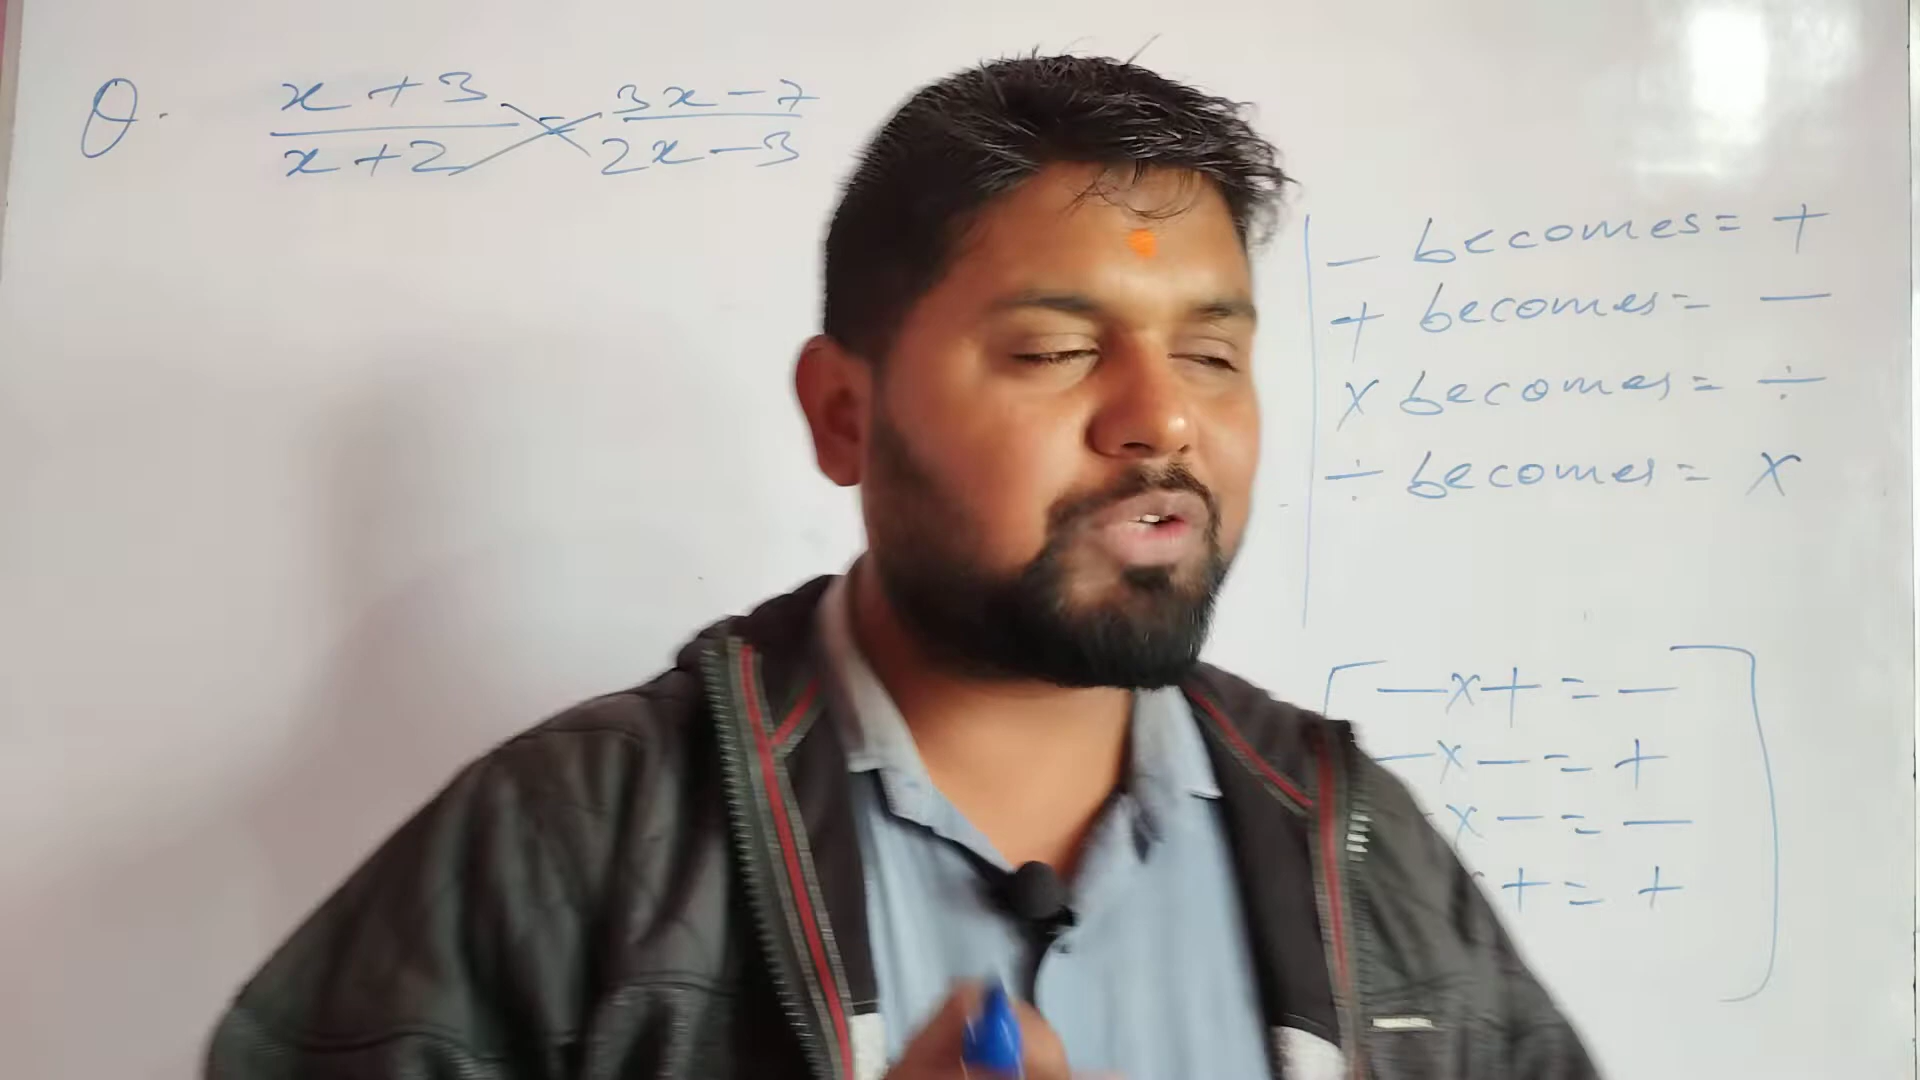 Q. x+3 = 3x-7
x+2 2x-3
- becomes= +
+ becomes= -
x becomes= ÷
÷ becomes= x
-x+ = -
-x- = +
x- = -
+ = +